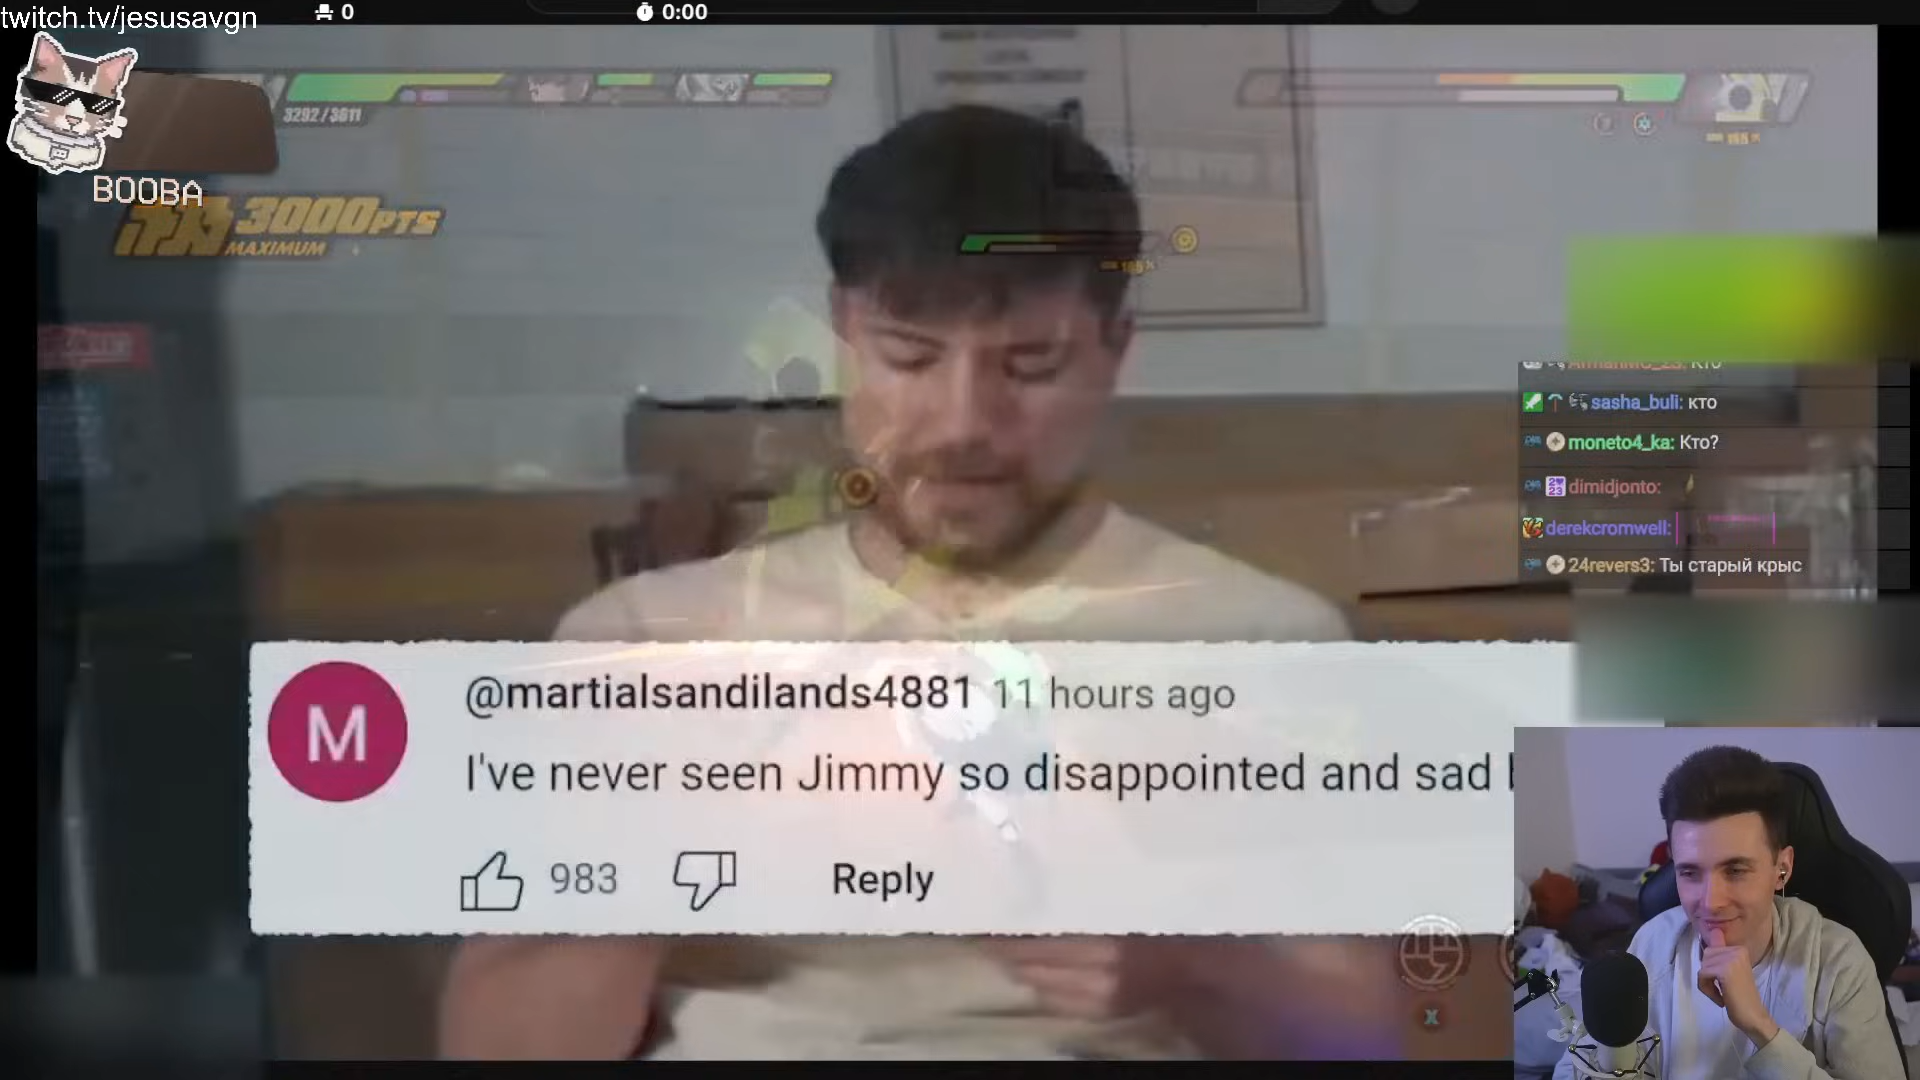 twitch.tv/jesusavgn
0
0:00
3292/3611
BOOBA
3000PTS
MAXIMUM
sasha_buli: кто
moneto4_ka: Кто?
dimidjonto:
derekcromwell:
24revers3: Ты старый крыс
@martialsandilands4881 11 hours ago
M
I've never seen Jimmy so disappointed and sad
983
Reply
X